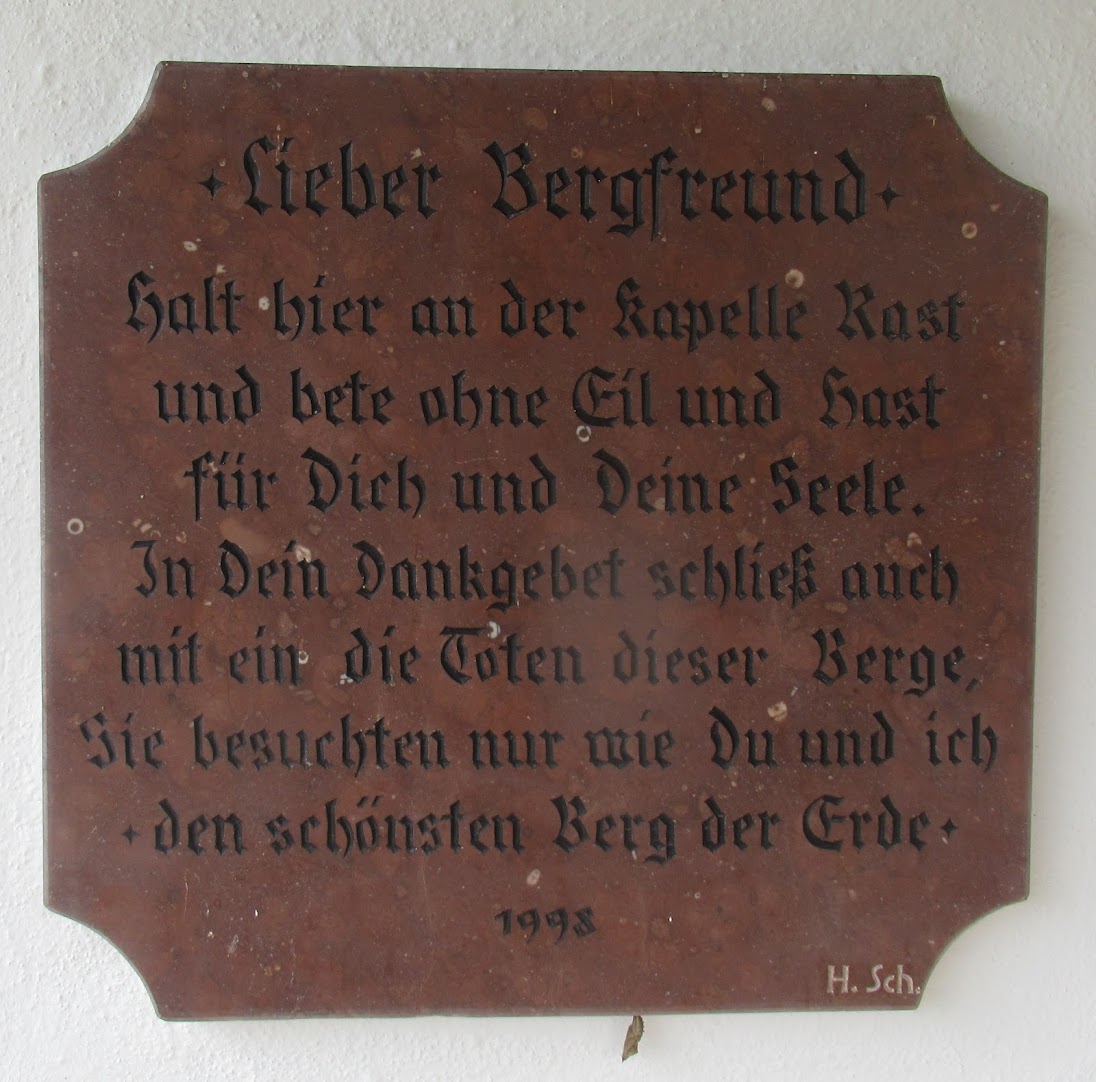 Lieber Bergfreund
Halt hier an der Kapelle Rast
und bete ohne Eil und Hast
für Dich und Deine Seele.
In Dein Dankgebet schließ auch
mit ein die Toten dieser Berge,
Sie besuchten nur wie Du und ich
den schönsten Berg der Erde
1998
H. Sch.